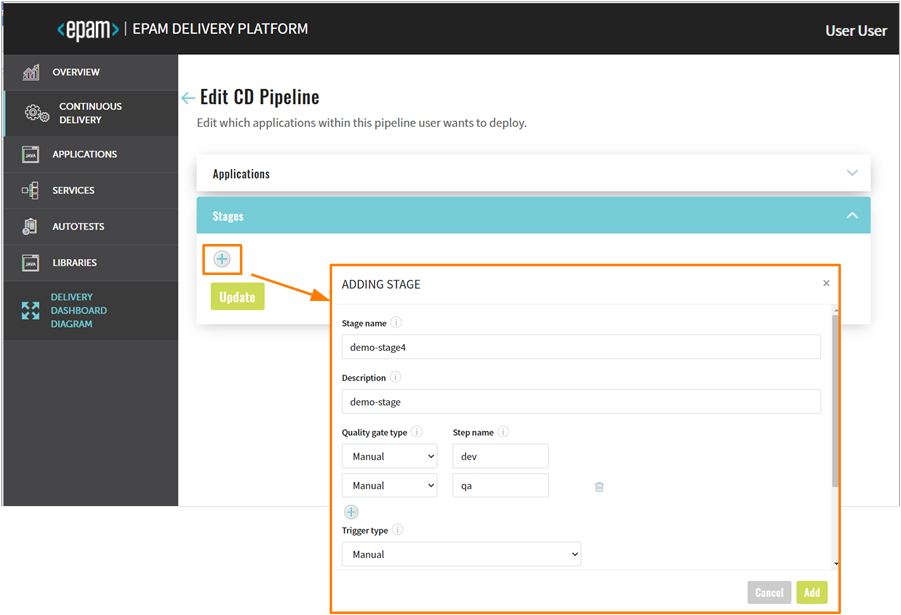 <epam> | EPAM DELIVERY PLATFORM
User User
OVERVIEW
CONTINUOUS
DELIVERY
APPLICATIONS
SERVICES
AUTOTESTS
LIBRARIES
DELIVERY
DASHBOARD
DIAGRAM
JAVA
JAVA
← Edit CD Pipeline
Edit which applications within this pipeline user wants to deploy.
Applications
Stages
+
Update
ADDING STAGE
×
Stage name i
demo-stage4
Description i
demo-stage
Quality gate type i Step name i
Manual dev
Manual qa
+
Trigger type i
Manual
Cancel Add